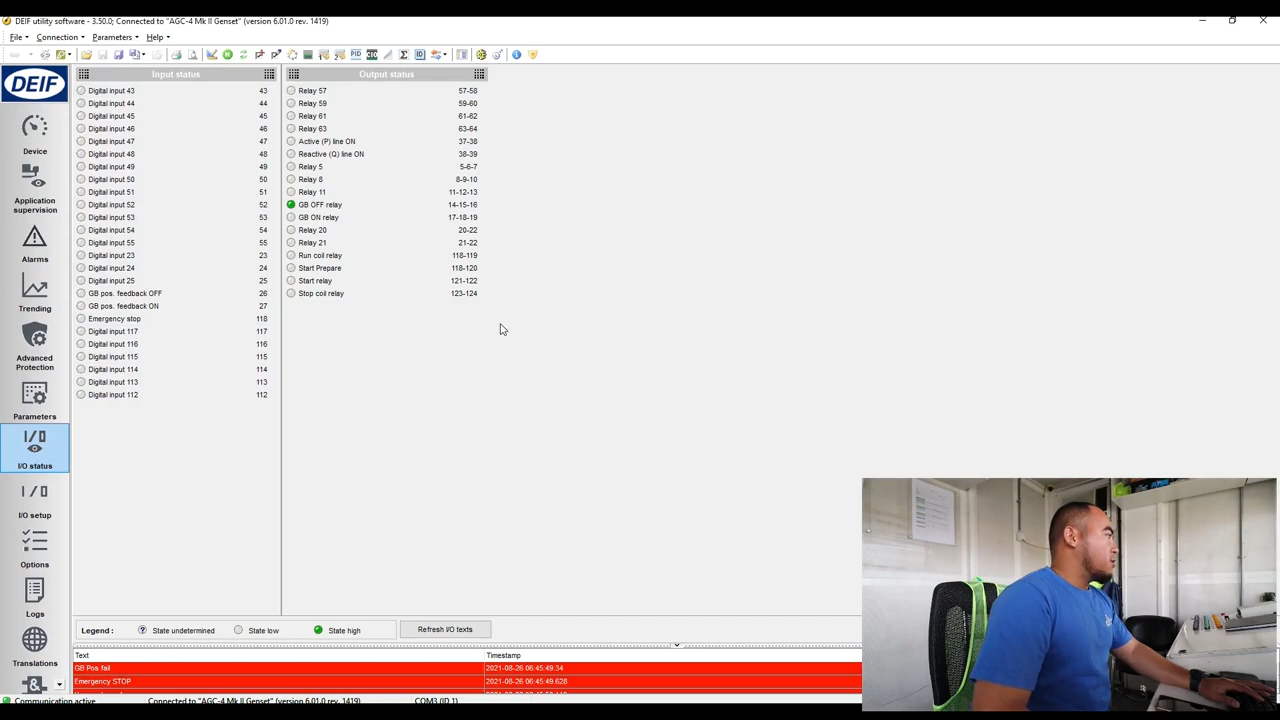 DEIF utility software - 3.50.0; Connected to "AGC-4 Mk II Genset" (version 6.01.0 rev. 1419)
File Connection Parameters Help
DEIF
Device
Application supervision
Alarms
Trending
Advanced Protection
Parameters
I/O status
I/O setup
Options
Logs
Translations
Input status
Digital input 43 43
Digital input 44 44
Digital input 45 45
Digital input 46 46
Digital input 47 47
Digital input 48 48
Digital input 49 49
Digital input 50 50
Digital input 51 51
Digital input 52 52
Digital input 53 53
Digital input 54 54
Digital input 55 55
Digital input 23 23
Digital input 24 24
Digital input 25 25
GB pos. feedback OFF 26
GB pos. feedback ON 27
Emergency stop 118
Digital input 117 117
Digital input 116 116
Digital input 115 115
Digital input 114 114
Digital input 113 113
Digital input 112 112
Output status
Relay 57 57-58
Relay 59 59-60
Relay 61 61-62
Relay 63 63-64
Active (P) line ON 37-38
Reactive (Q) line ON 38-39
Relay 5 5-6-7
Relay 8 8-9-10
Relay 11 11-12-13
GB OFF relay 14-15-16
GB ON relay 17-18-19
Relay 20 20-22
Relay 21 21-22
Run coil relay 118-119
Start Prepare 118-120
Start relay 121-122
Stop coil relay 123-124
Legend : State undetermined State low State high Refresh I/O texts
Text Timestamp
GB Pos fail 2021-08-26 06:45:49.34
Emergency STOP 2021-08-26 06:45:49.628
Communication active Connected to "AGC-4 Mk II Genset" (version 6.01.0 rev. 1419) COM3 (ID 1)